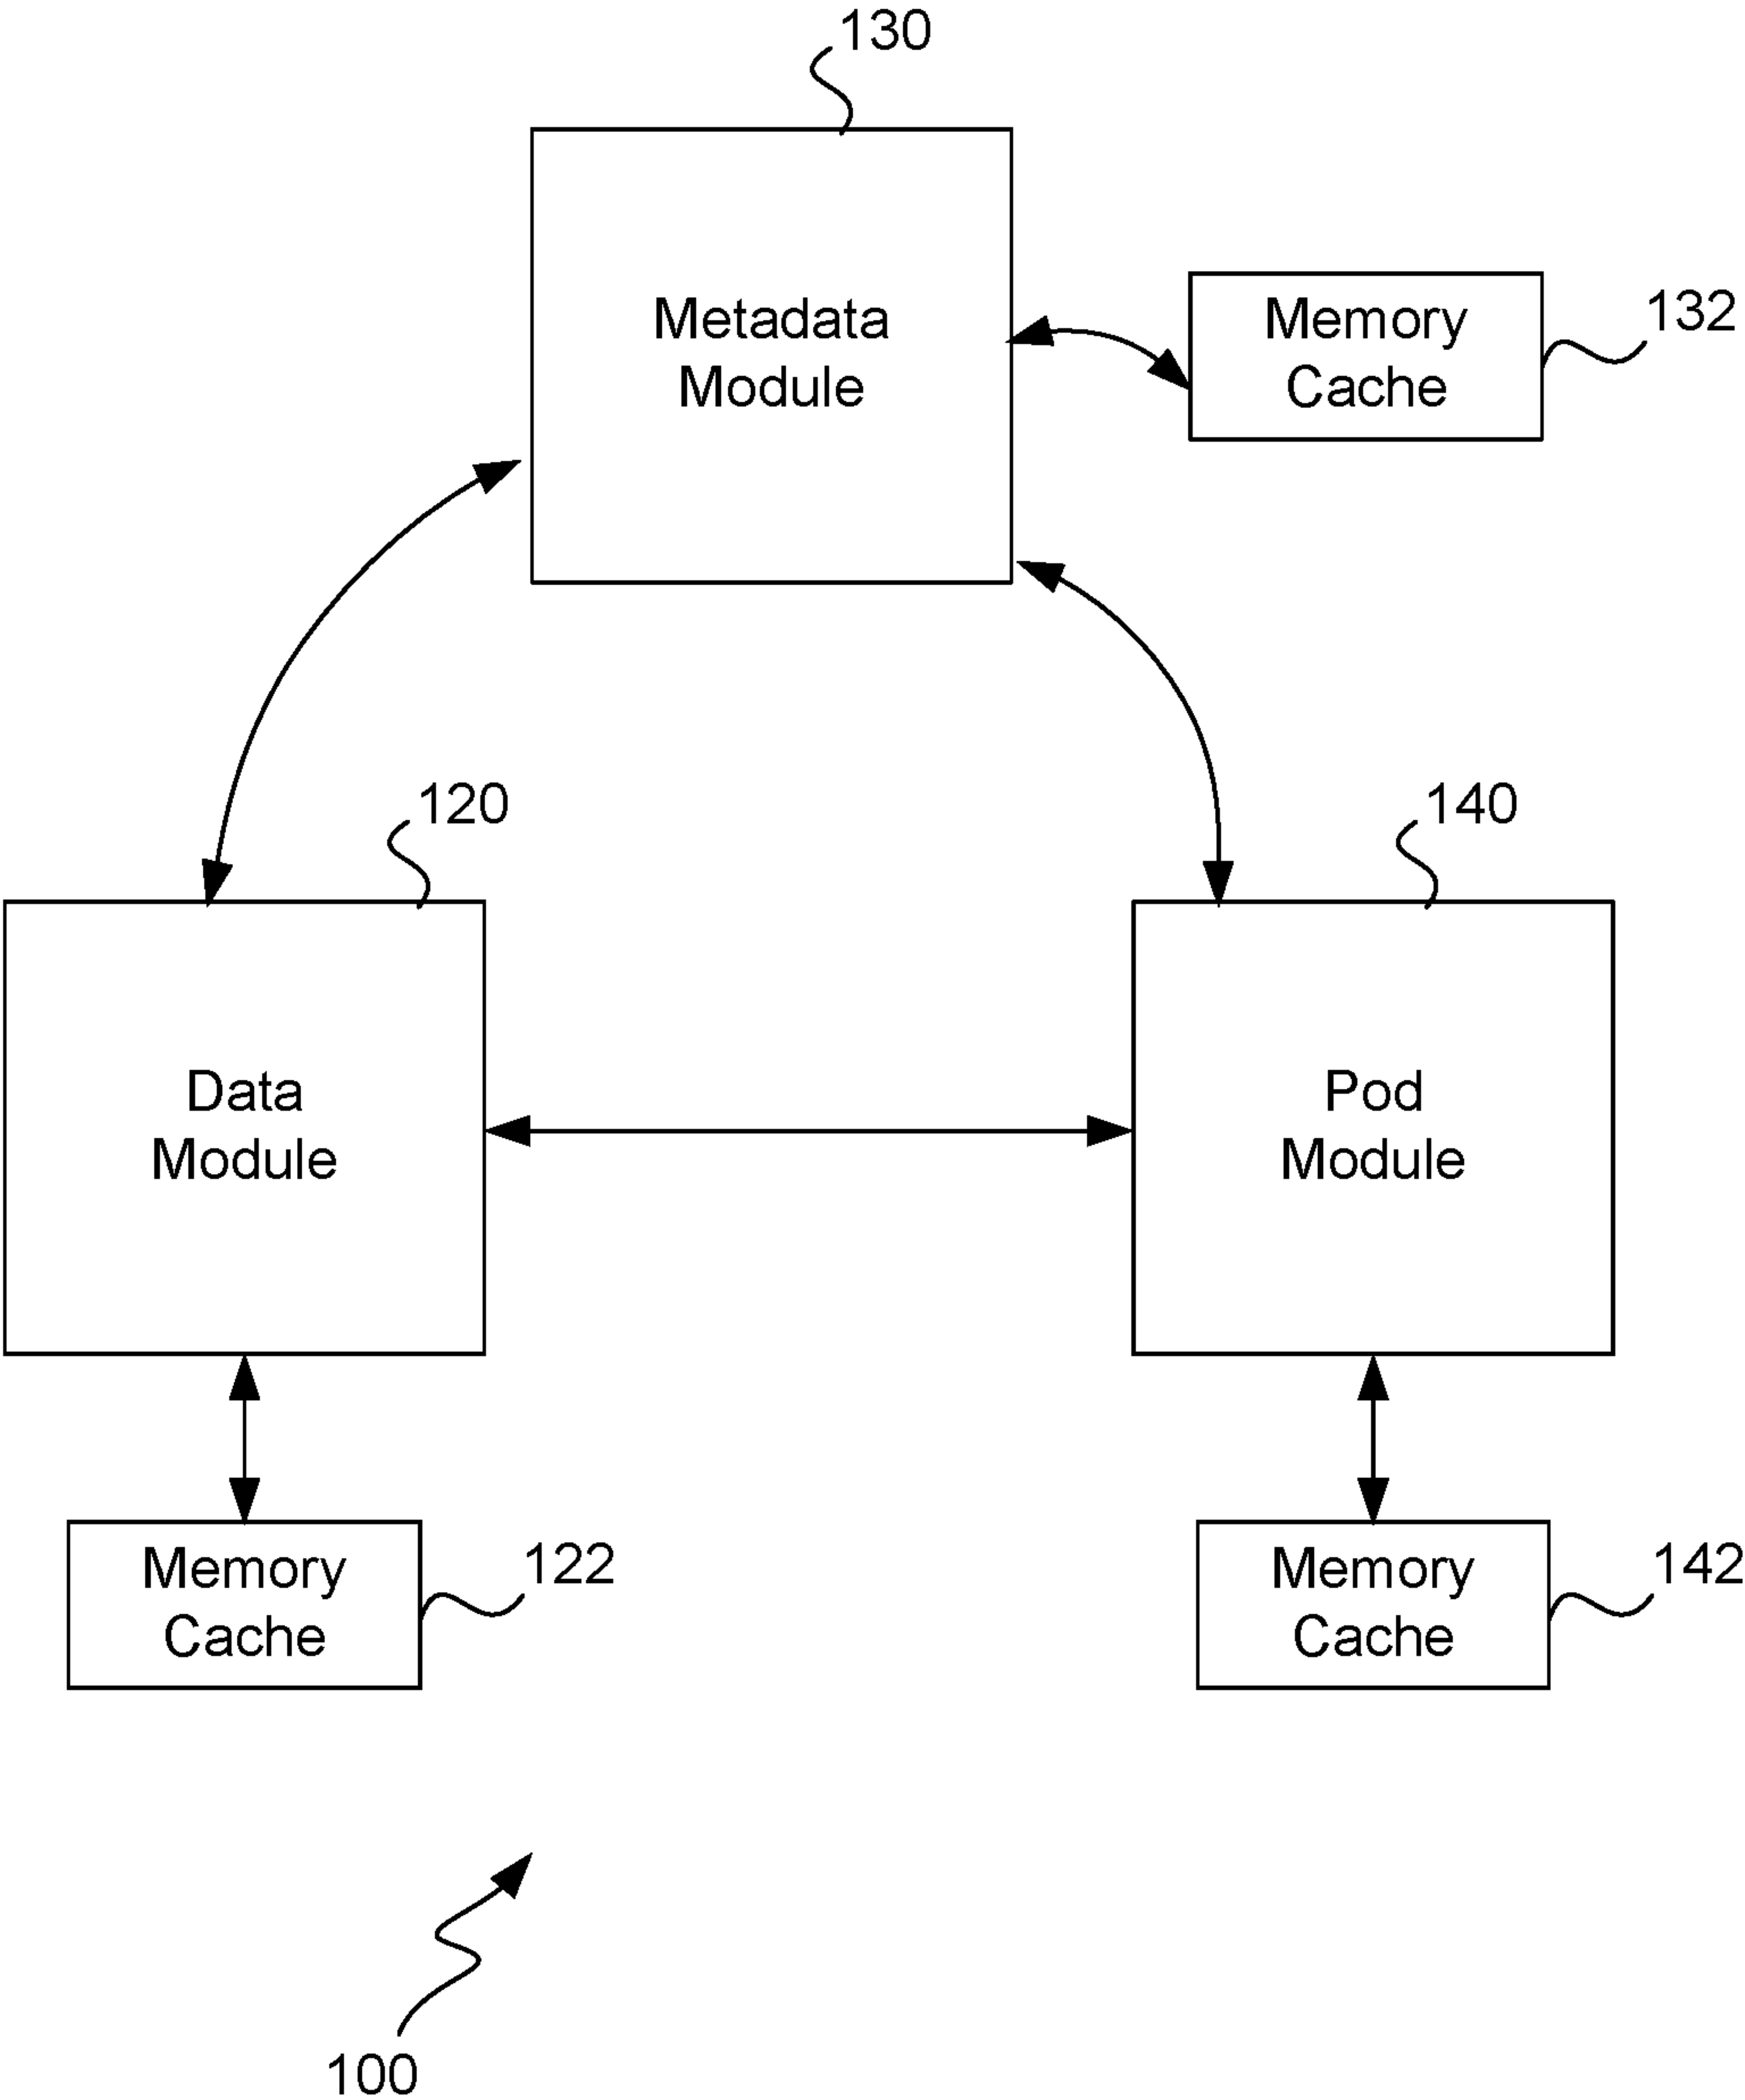 130
Metadata
Module
Memory
Cache
132
120
140
Data
Module
Pod
Module
Memory
Cache
122
Memory
Cache
142
100